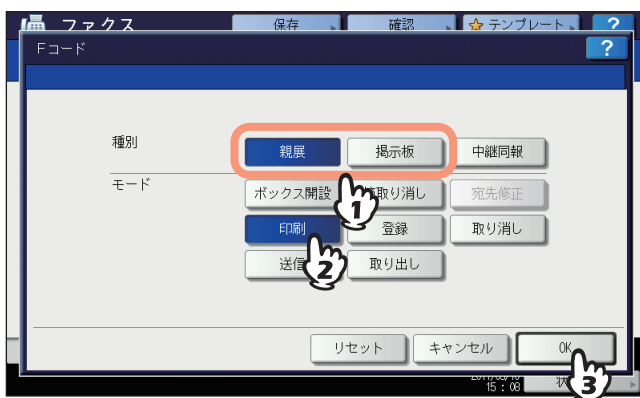 ファクス 保存 確認 テンプレート ?
Fコード ?
種別 親展 掲示板 中継同報
モード ボックス開設 取り消し 宛先修正
印刷 登録 取り消し
送信 取り出し
1
2
リセット キャンセル OK
15:08
3